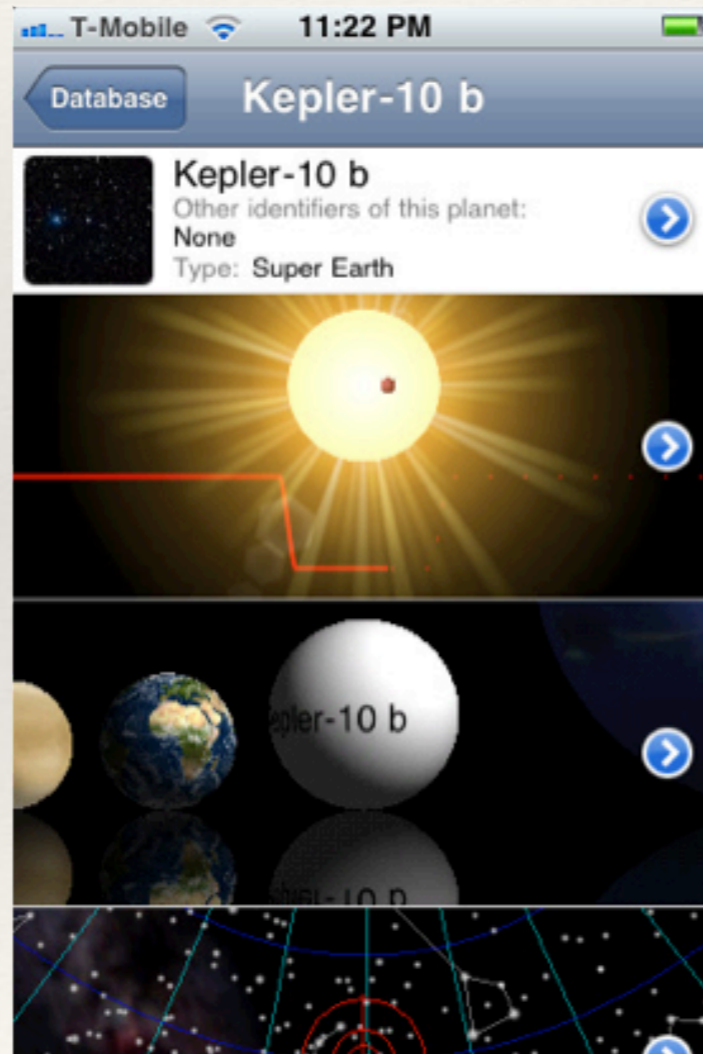 T-Mobile 11:22 PM
Database Kepler-10 b
Kepler-10 b
Other identifiers of this planet:
None
Type: Super Earth
epler-10 b